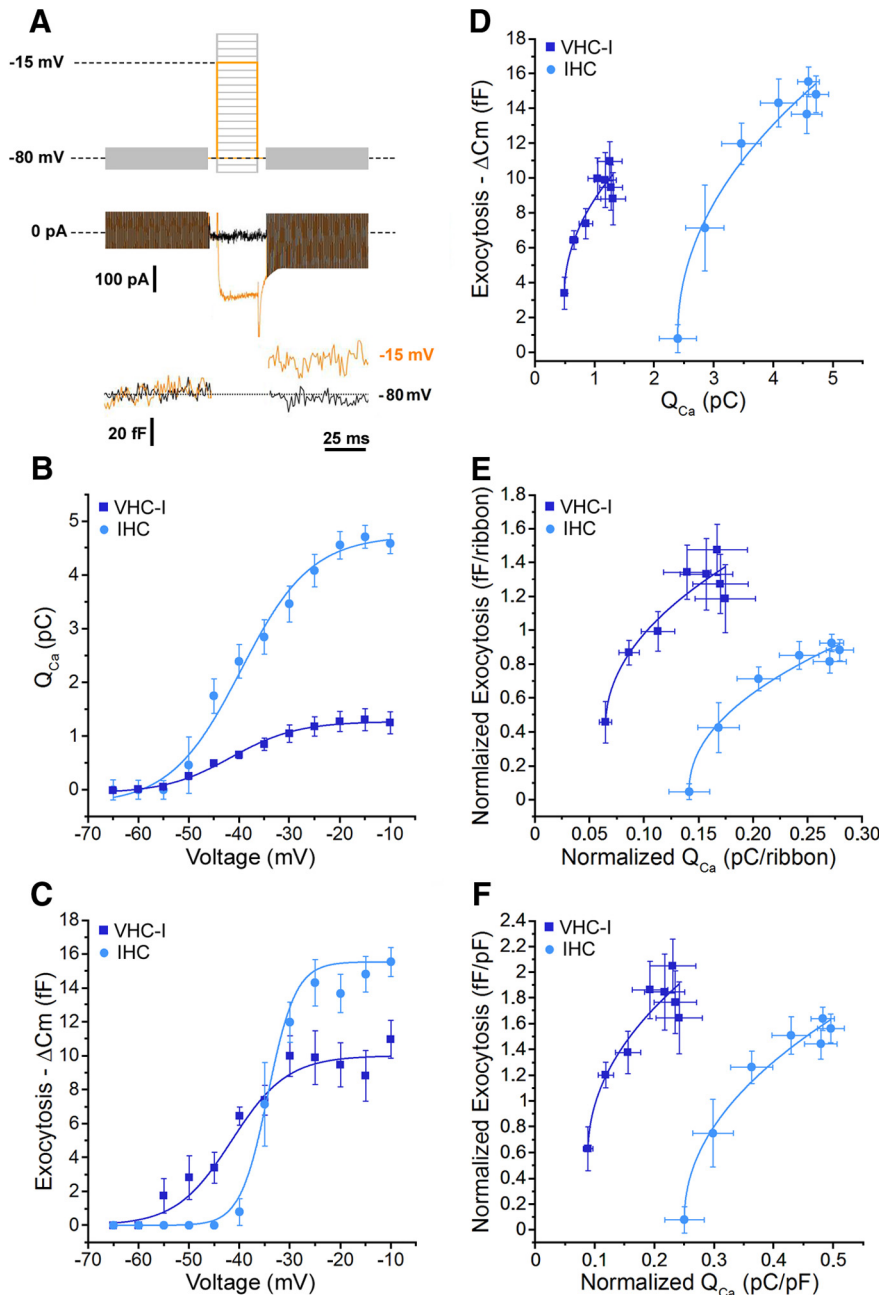 A
-15 mV
-80 mV
0 pA
100 pA
-15 mV
-80 mV
20 fF
25 ms
B
VHC-I
IHC
5
4
3
2
1
0
Q Ca (pC)
-70 -60 -50 -40 -30 -20 -10
Voltage (mV)
C
VHC-I
IHC
18
16
14
12
10
8
6
4
2
0
Exocytosis - ΔCm (fF)
-70 -60 -50 -40 -30 -20 -10
Voltage (mV)
D
VHC-I
IHC
18
16
14
12
10
8
6
4
2
0
Exocytosis - ΔCm (fF)
0 1 2 3 4 5
Q Ca (pC)
E
VHC-I
IHC
1.8
1.6
1.4
1.2
1
0.8
0.6
0.4
0.2
0
Normlaized Exocytosis (fF/ribbon)
0 0.05 0.10 0.15 0.20 0.25 0.30
Normalized Q Ca (pC/ribbon)
F
VHC-I
IHC
2.4
2.2
2.0
1.8
1.6
1.4
1.2
1.0
0.8
0.6
0.4
0.2
0
Normalized Exocytosis (fF/pF)
0 0.1 0.2 0.3 0.4 0.5
Normalized Q Ca (pC/pF)